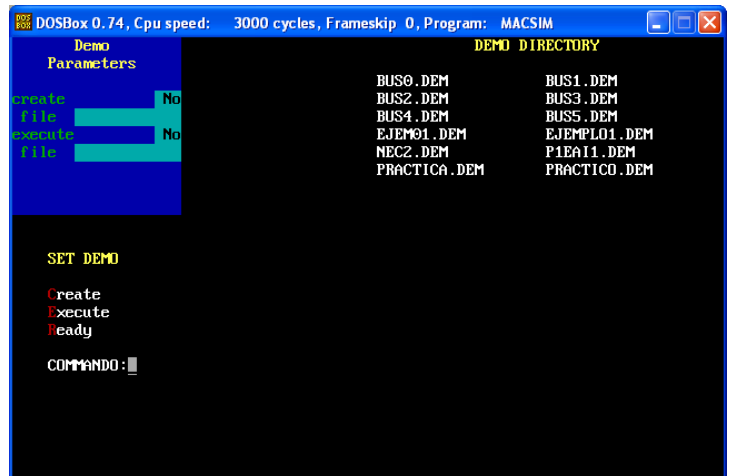 DOSBox 0.74, Cpu speed: 3000 cycles, Frameskip 0, Program: MACSIM
Demo
Parameters
create No
file
execute No
file
DEMO DIRECTORY
BUS0.DEM BUS1.DEM
BUS2.DEM BUS3.DEM
BUS4.DEM BUS5.DEM
EJEM01.DEM EJEMPLO1.DEM
NEC2.DEM P1EAI1.DEM
PRACTICA.DEM PRACTICO.DEM
SET DEMO
Create
Execute
Ready
COMMANDO: